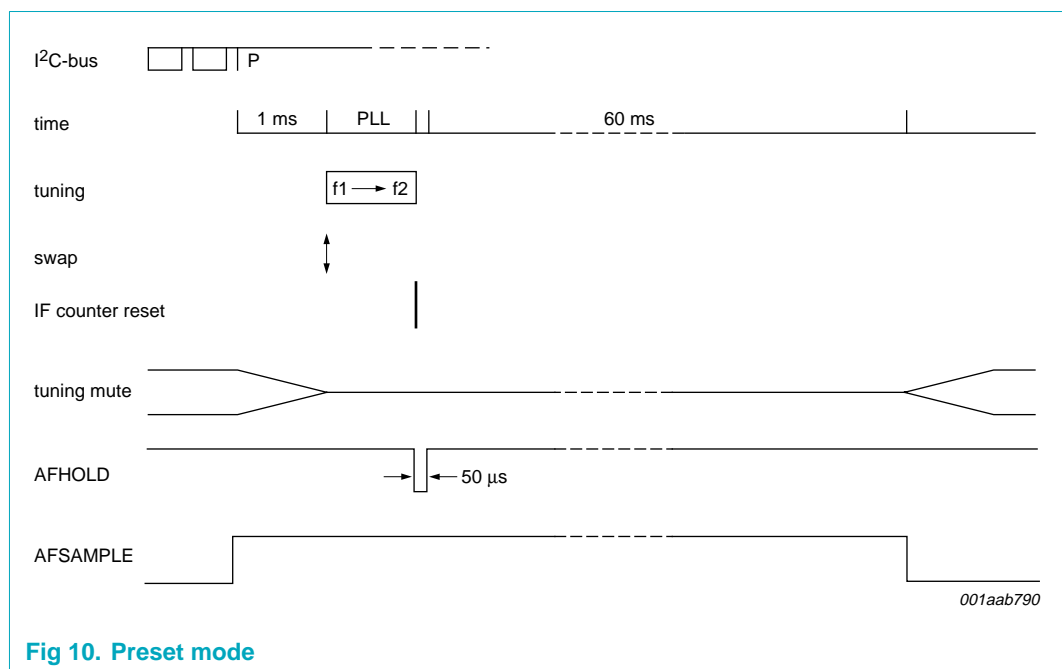 I²C-bus P
time 1 ms PLL 60 ms
tuning f1 → f2
swap
IF counter reset
tuning mute
AFHOLD 50 μs
AFSAMPLE
001aab790
Fig 10. Preset mode